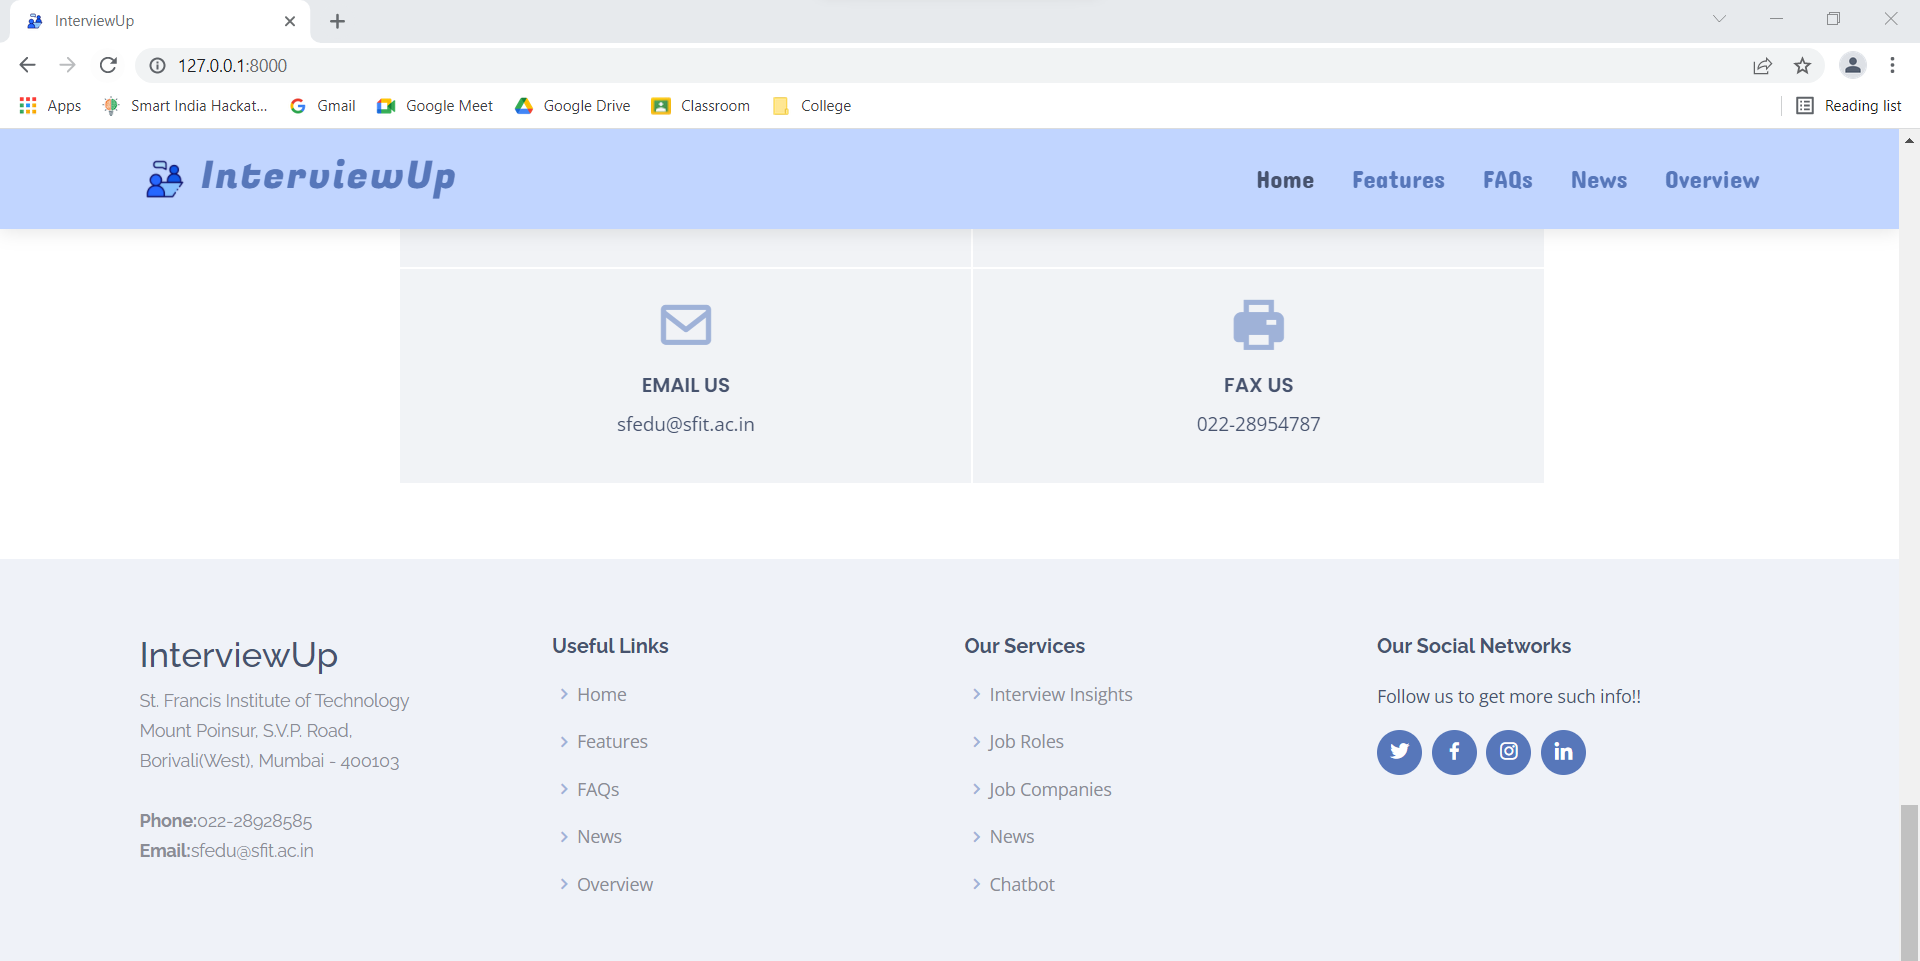 InterviewUp
127.0.0.1:8000
Apps Smart India Hackat... Gmail Google Meet Google Drive Classroom College Reading list
InterviewUp Home Features FAQs News Overview
EMAIL US
sfedu@sfit.ac.in
FAX US
022-28954787
InterviewUp
St. Francis Institute of Technology
Mount Poinsur, S.V.P. Road,
Borivali(West), Mumbai - 400103
Phone:022-28928585
Email:sfedu@sfit.ac.in
Useful Links
Home
Features
FAQs
News
Overview
Our Services
Interview Insights
Job Roles
Job Companies
News
Chatbot
Our Social Networks
Follow us to get more such info!!